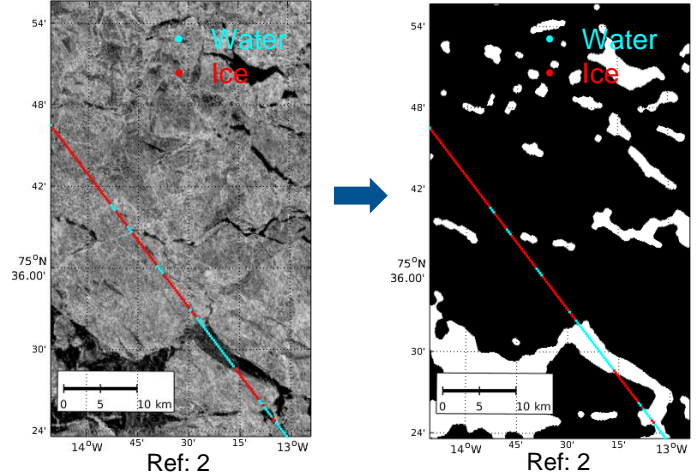 54'
Water
Ice
48'
42'
75°N
36.00'
30'
0 5 10 km
24'
14°W 45' 30' 15' 13°W
Ref: 2
54'
Water
Ice
48'
42'
75°N
36.00'
30'
0 5 10 km
24'
14°W 45' 30' 15' 13°W
Ref: 2